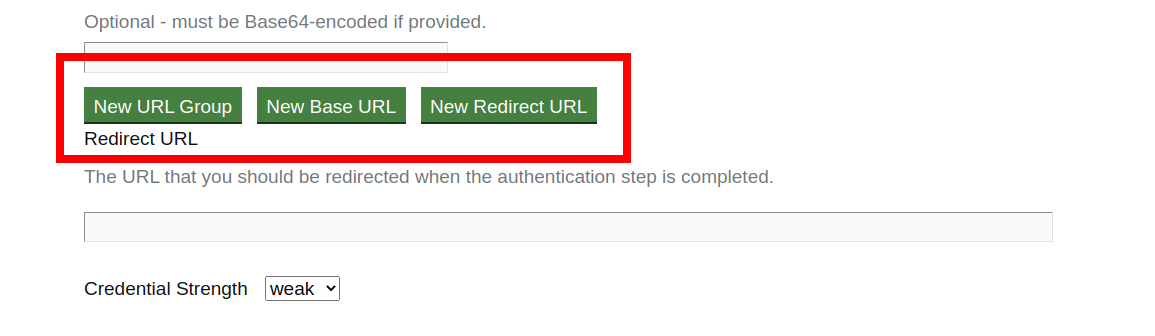 Optional - must be Base64-encoded if provided.
New URL Group New Base URL New Redirect URL
Redirect URL
The URL that you should be redirected when the authentication step is completed.
Credential Strength weak